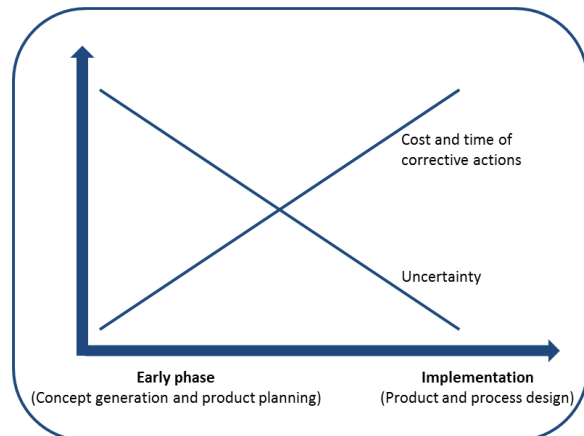 Cost and time of
corrective actions
Uncertainty
Early phase
(Concept generation and product planning)
Implementation
(Product and process design)